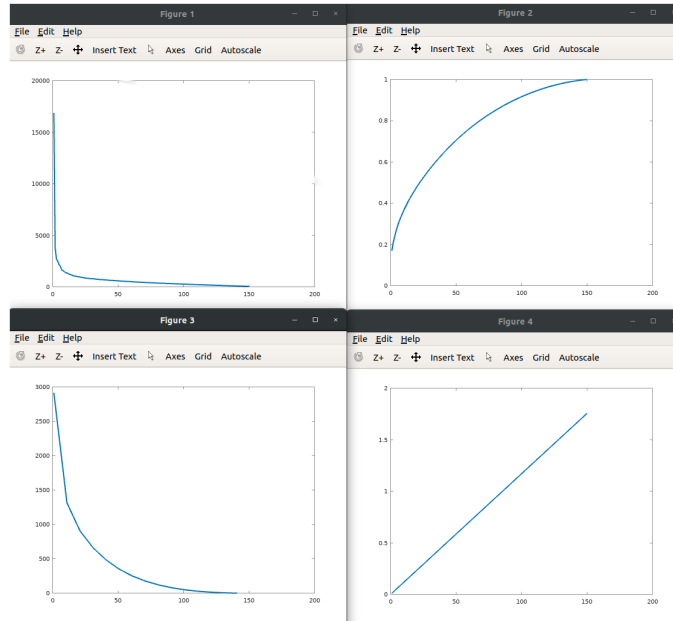 Figure 1
File Edit Help
Z+ Z- Insert Text Axes Grid Autoscale
20000
15000
10000
5000
0
0 50 100 150 200
Figure 2
File Edit Help
Z+ Z- Insert Text Axes Grid Autoscale
1
0.8
0.6
0.4
0.2
0
0 50 100 150 200
Figure 3
File Edit Help
Z+ Z- Insert Text Axes Grid Autoscale
3000
2500
2000
1500
1000
500
0
0 50 100 150 200
Figure 4
File Edit Help
Z+ Z- Insert Text Axes Grid Autoscale
2
1.5
1
0.5
0
0 50 100 150 200